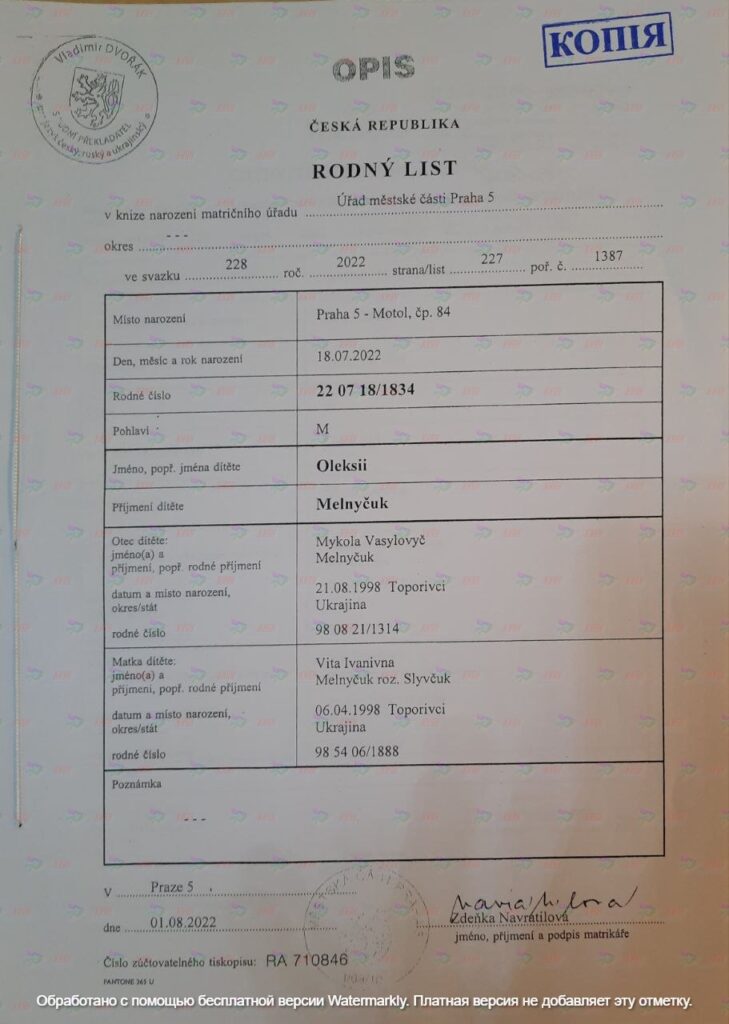 Vladimír DVOŘÁK
SOUDNÍ PŘEKLADATEL
český, ruský a ukrajinský
OPIS
КОПІЯ
ČESKÁ REPUBLIKA
RODNÝ LIST
v knize narození matričního úřadu Úřad městské části Praha 5
okres ---
ve svazku 228 roč. 2022 strana/list 227 poř. č. 1387
Místo narození Praha 5 - Motol, čp. 84
Den, měsíc a rok narození 18.07.2022
Rodné číslo 22 07 18/1834
Pohlaví M
Jméno, popř. jména dítěte Oleksii
Příjmení dítěte Melnyčuk
Otec dítěte: Mykola Vasylovyč
jméno(a) a Melnyčuk
příjmení, popř. rodné příjmení
datum a místo narození, 21.08.1998 Toporivci
okres/stát Ukrajina
rodné číslo 98 08 21/1314
Matka dítěte: Vita Ivanivna
jméno(a) a Melnyčuk roz. Slyvčuk
příjmení, popř. rodné příjmení
datum a místo narození, 06.04.1998 Toporivci
okres/stát Ukrajina
rodné číslo 98 54 06/1888
Poznámka
---
V Praze 5
dne 01.08.2022
Zdeňka Navrátilová
jméno, příjmení a podpis matrikáře
Číslo zúčtovatelného tiskopisu: RA 710846
PANTONE 365 U
Обработано с помощью бесплатной версии Watermarkly. Платная версия не добавляет эту отметку.